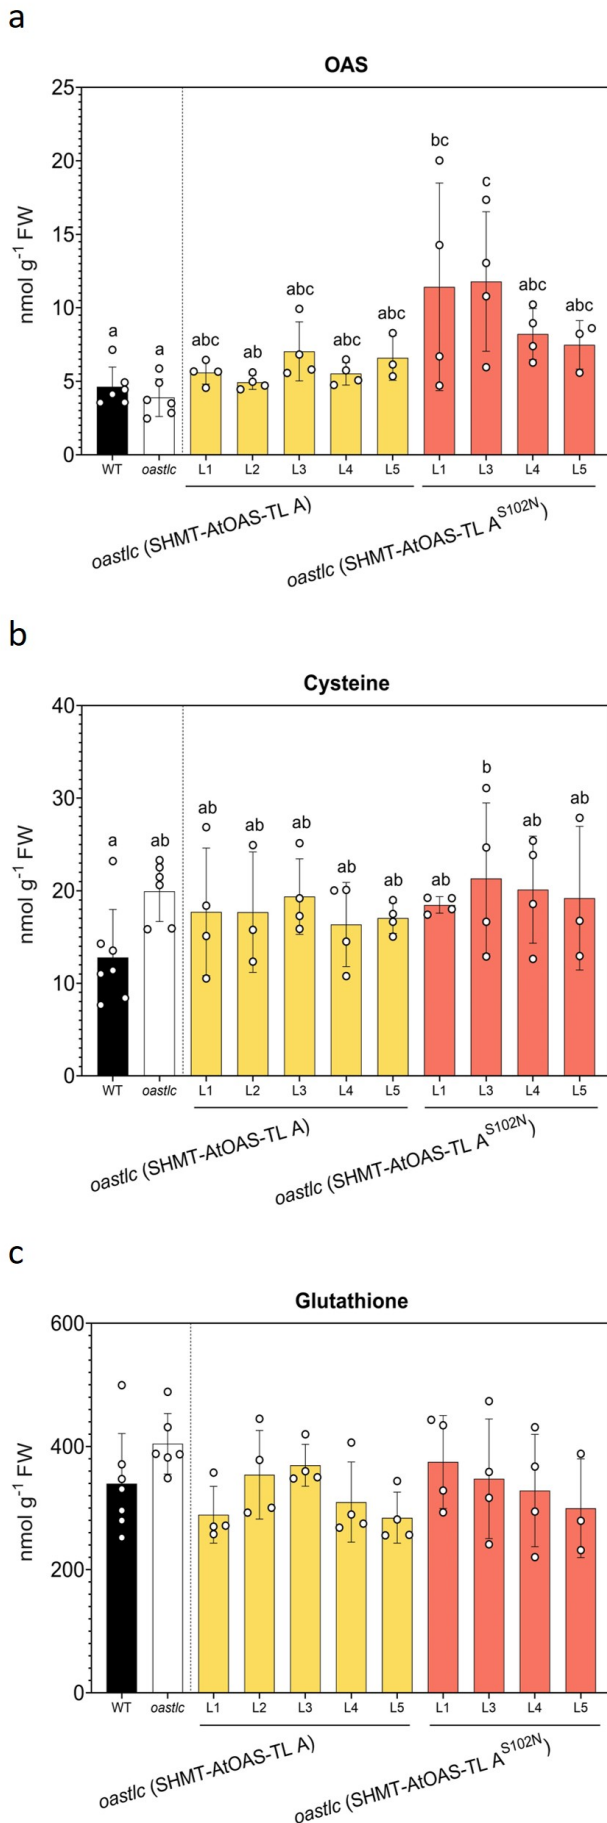 a
OAS
nmol g⁻¹ FW
25
20
15
10
5
0
a a abc ab abc abc abc bc c abc abc
WT oastlc L1 L2 L3 L4 L5 L1 L3 L4 L5
oastlc (SHMT-AtOAS-TL A)
oastlc (SHMT-AtOAS-TL A^S102N)
b
Cysteine
nmol g⁻¹ FW
40
30
20
10
0
a ab ab ab ab ab ab ab b ab ab
WT oastlc L1 L2 L3 L4 L5 L1 L3 L4 L5
oastlc (SHMT-AtOAS-TL A)
oastlc (SHMT-AtOAS-TL A^S102N)
c
Glutathione
nmol g⁻¹ FW
600
400
200
0
WT oastlc L1 L2 L3 L4 L5 L1 L3 L4 L5
oastlc (SHMT-AtOAS-TL A)
oastlc (SHMT-AtOAS-TL A^S102N)